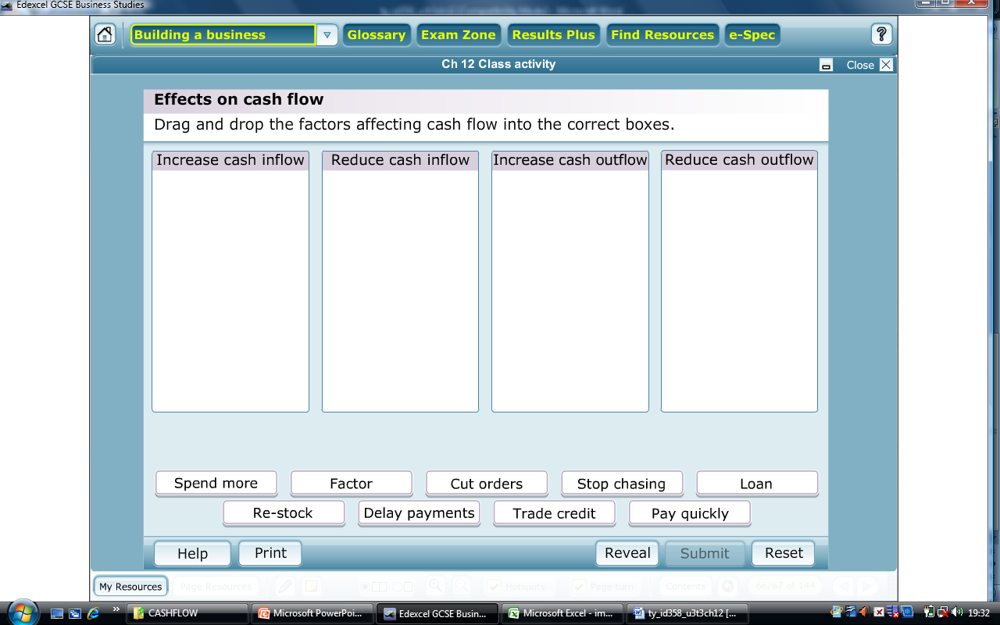 Edexcel GCSE Business Studies
Building a business
Glossary
Exam Zone
Results Plus
Find Resources
e-Spec
?
Ch 12 Class activity
Close
Effects on cash flow
Drag and drop the factors affecting cash flow into the correct boxes.
Increase cash inflow
Reduce cash inflow
Increase cash outflow
Reduce cash outflow
Spend more
Factor
Cut orders
Stop chasing
Loan
Re-stock
Delay payments
Trade credit
Pay quickly
Help
Print
Reveal
Submit
Reset
My Resources
Page Resources
Hotspots
Page turn
Contents
66/67 of 144
CASHFLOW
Microsoft PowerPoi...
Edexcel GCSE Busin...
Microsoft Excel - im...
ty_id358_u3t3ch12 [...
19:32